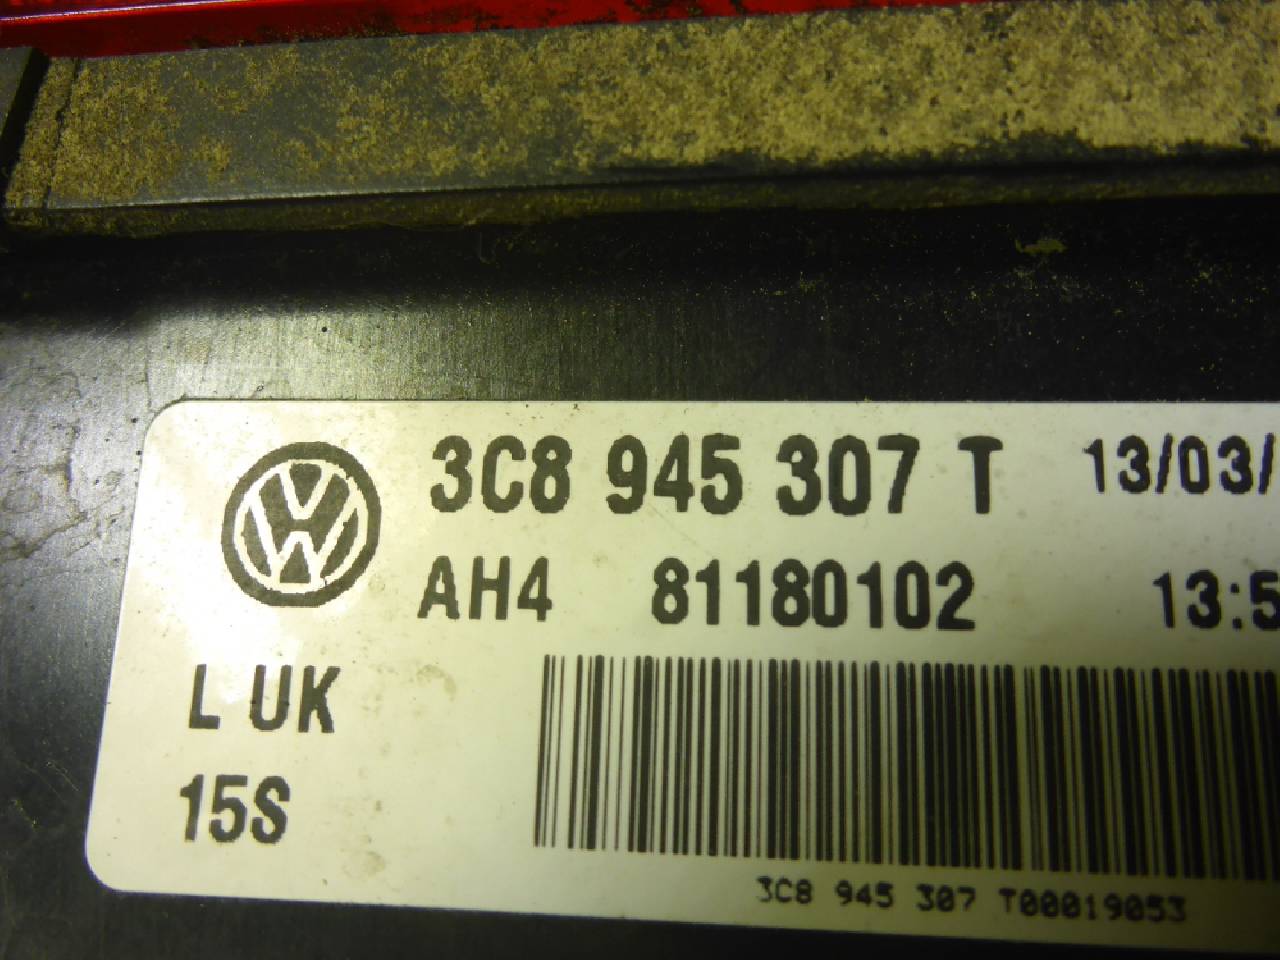 3C8 945 307 T 13/03/
AH4 81180102 13:5
L UK
15S
3C8 945 307 T00019053